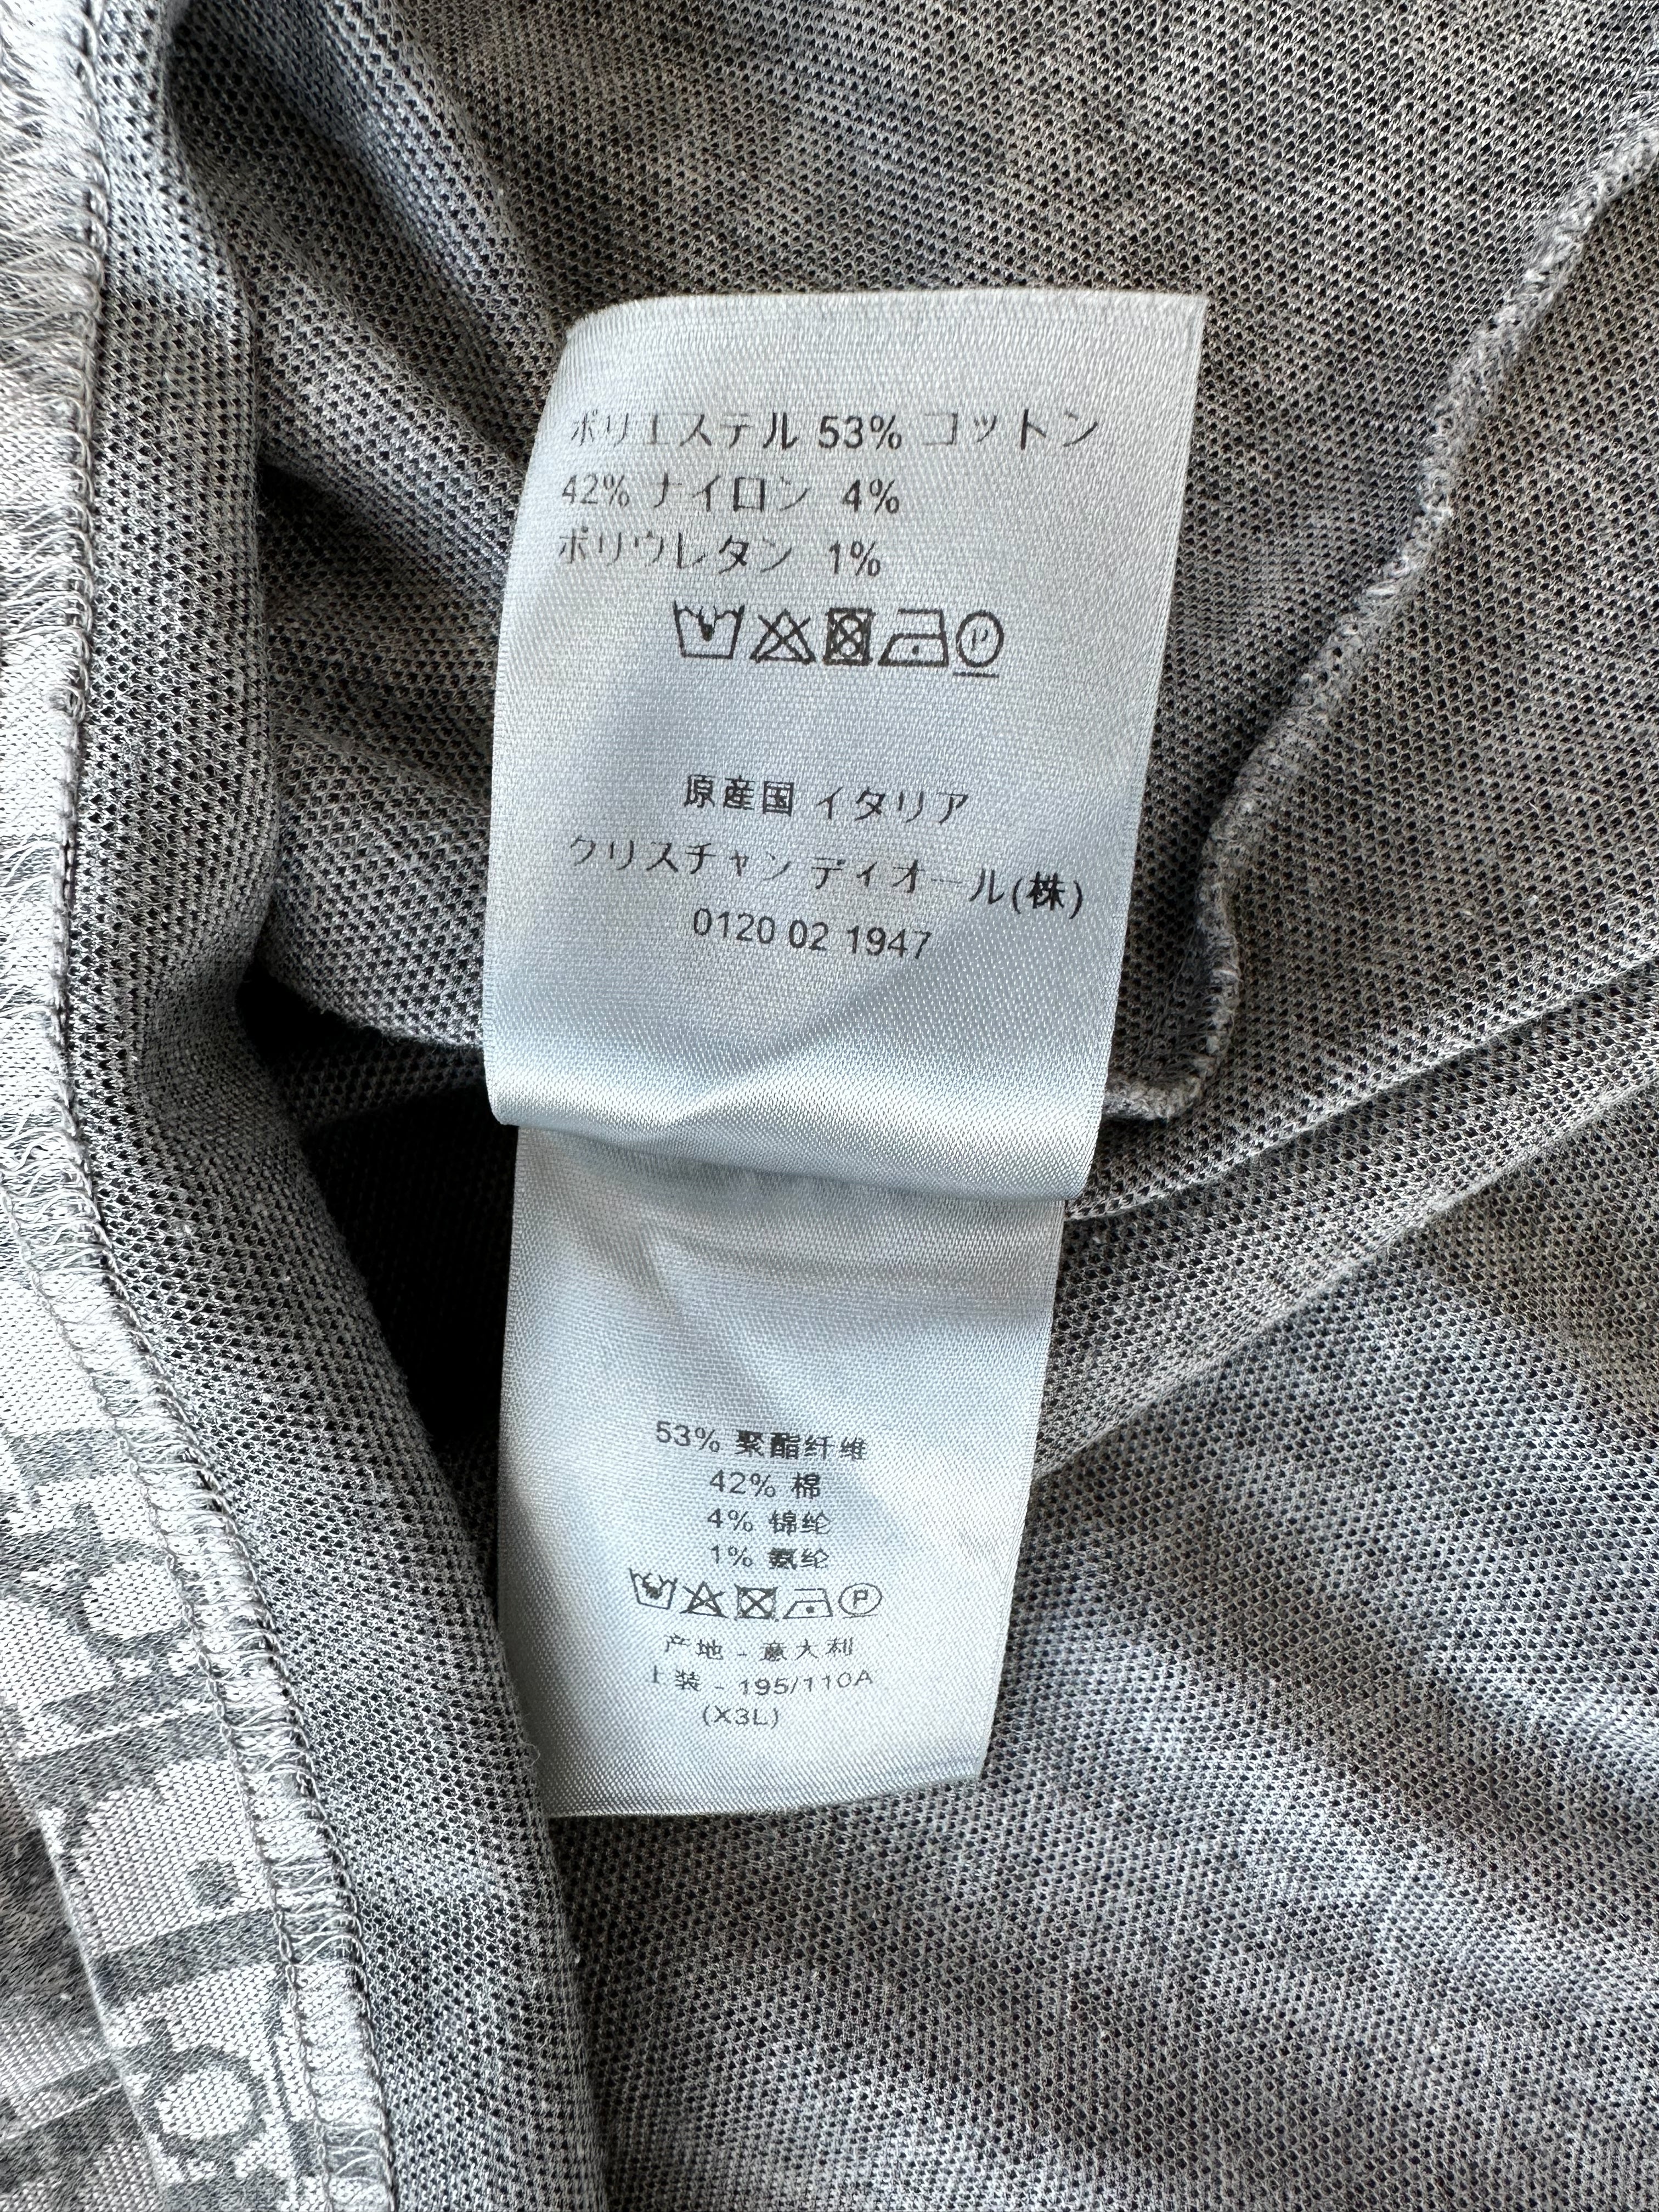 ポリエステル 53% コットン
42% ナイロン 4%
ポリウレタン 1%
P
原産国 イタリア
クリスチャン ディオール(株)
0120 02 1947
53% 聚酯纤维
42% 棉
4% 锦纶
1% 氨纶
P
产地 - 意大利
上装 - 195/110A
(X3L)